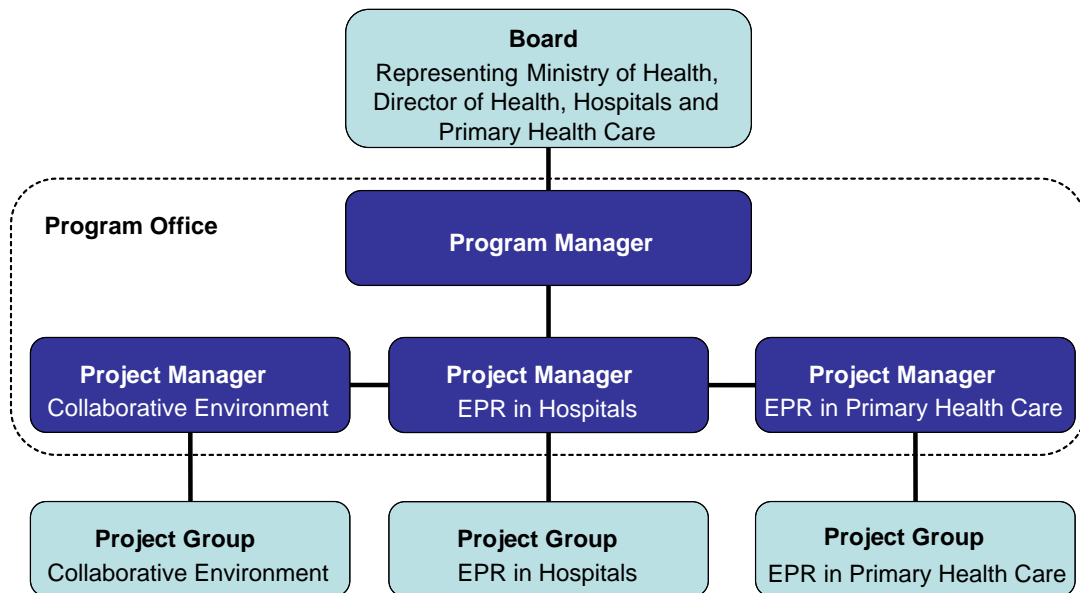 Board
Representing Ministry of Health,
Director of Health, Hospitals and
Primary Health Care
Program Office
Program Manager
Project Manager
Collaborative Environment
Project Manager
EPR in Hospitals
Project Manager
EPR in Primary Health Care
Project Group
Collaborative Environment
Project Group
EPR in Hospitals
Project Group
EPR in Primary Health Care